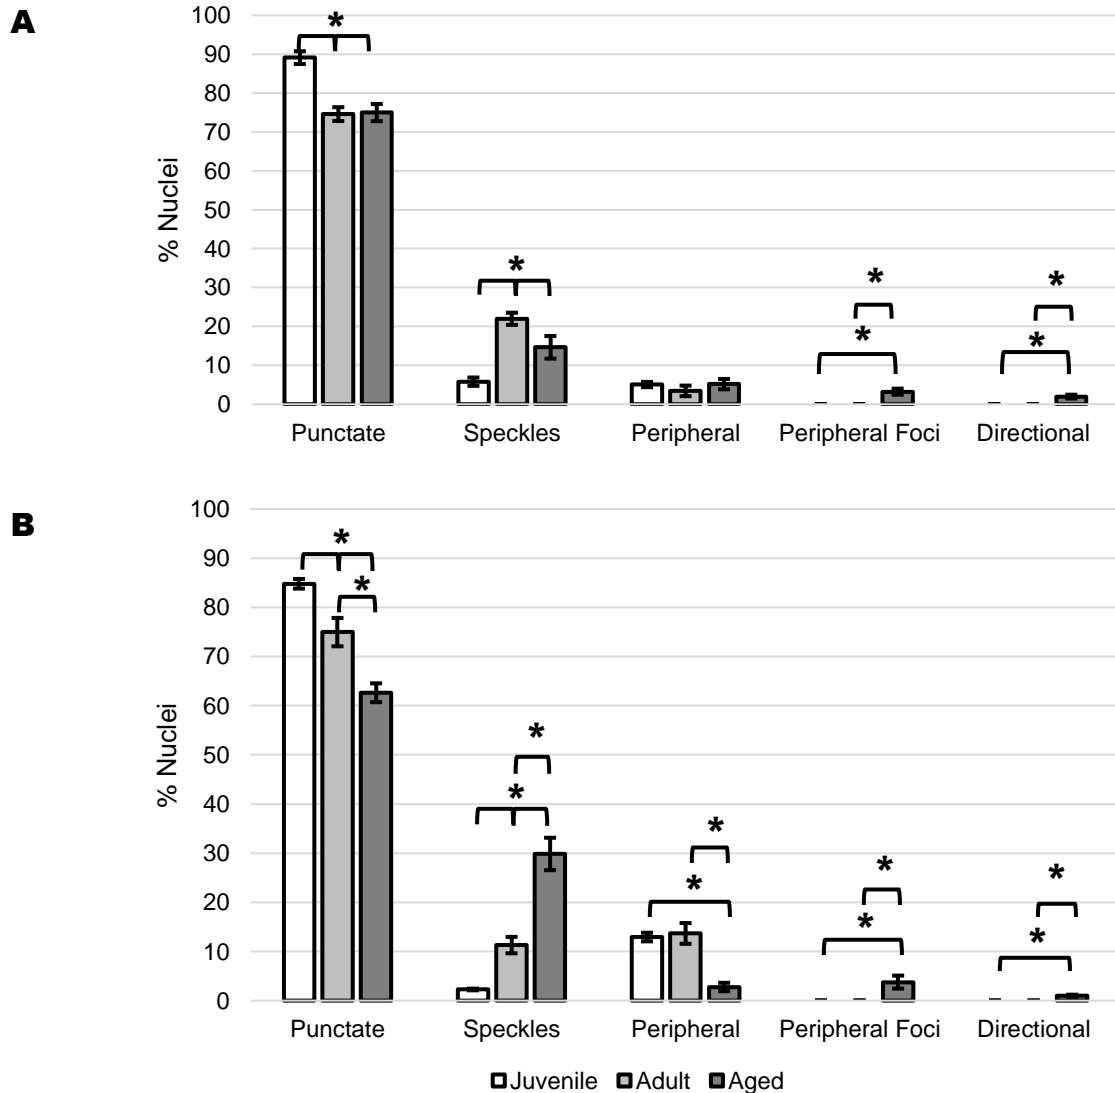 A
100
90
80
70
60
50
40
30
20
10
0
% Nuclei
* * * * * *
Punctate Speckles Peripheral Peripheral Foci Directional
B
100
90
80
70
60
50
40
30
20
10
0
% Nuclei
* * * * * * * * * *
Punctate Speckles Peripheral Peripheral Foci Directional
Juvenile Adult Aged